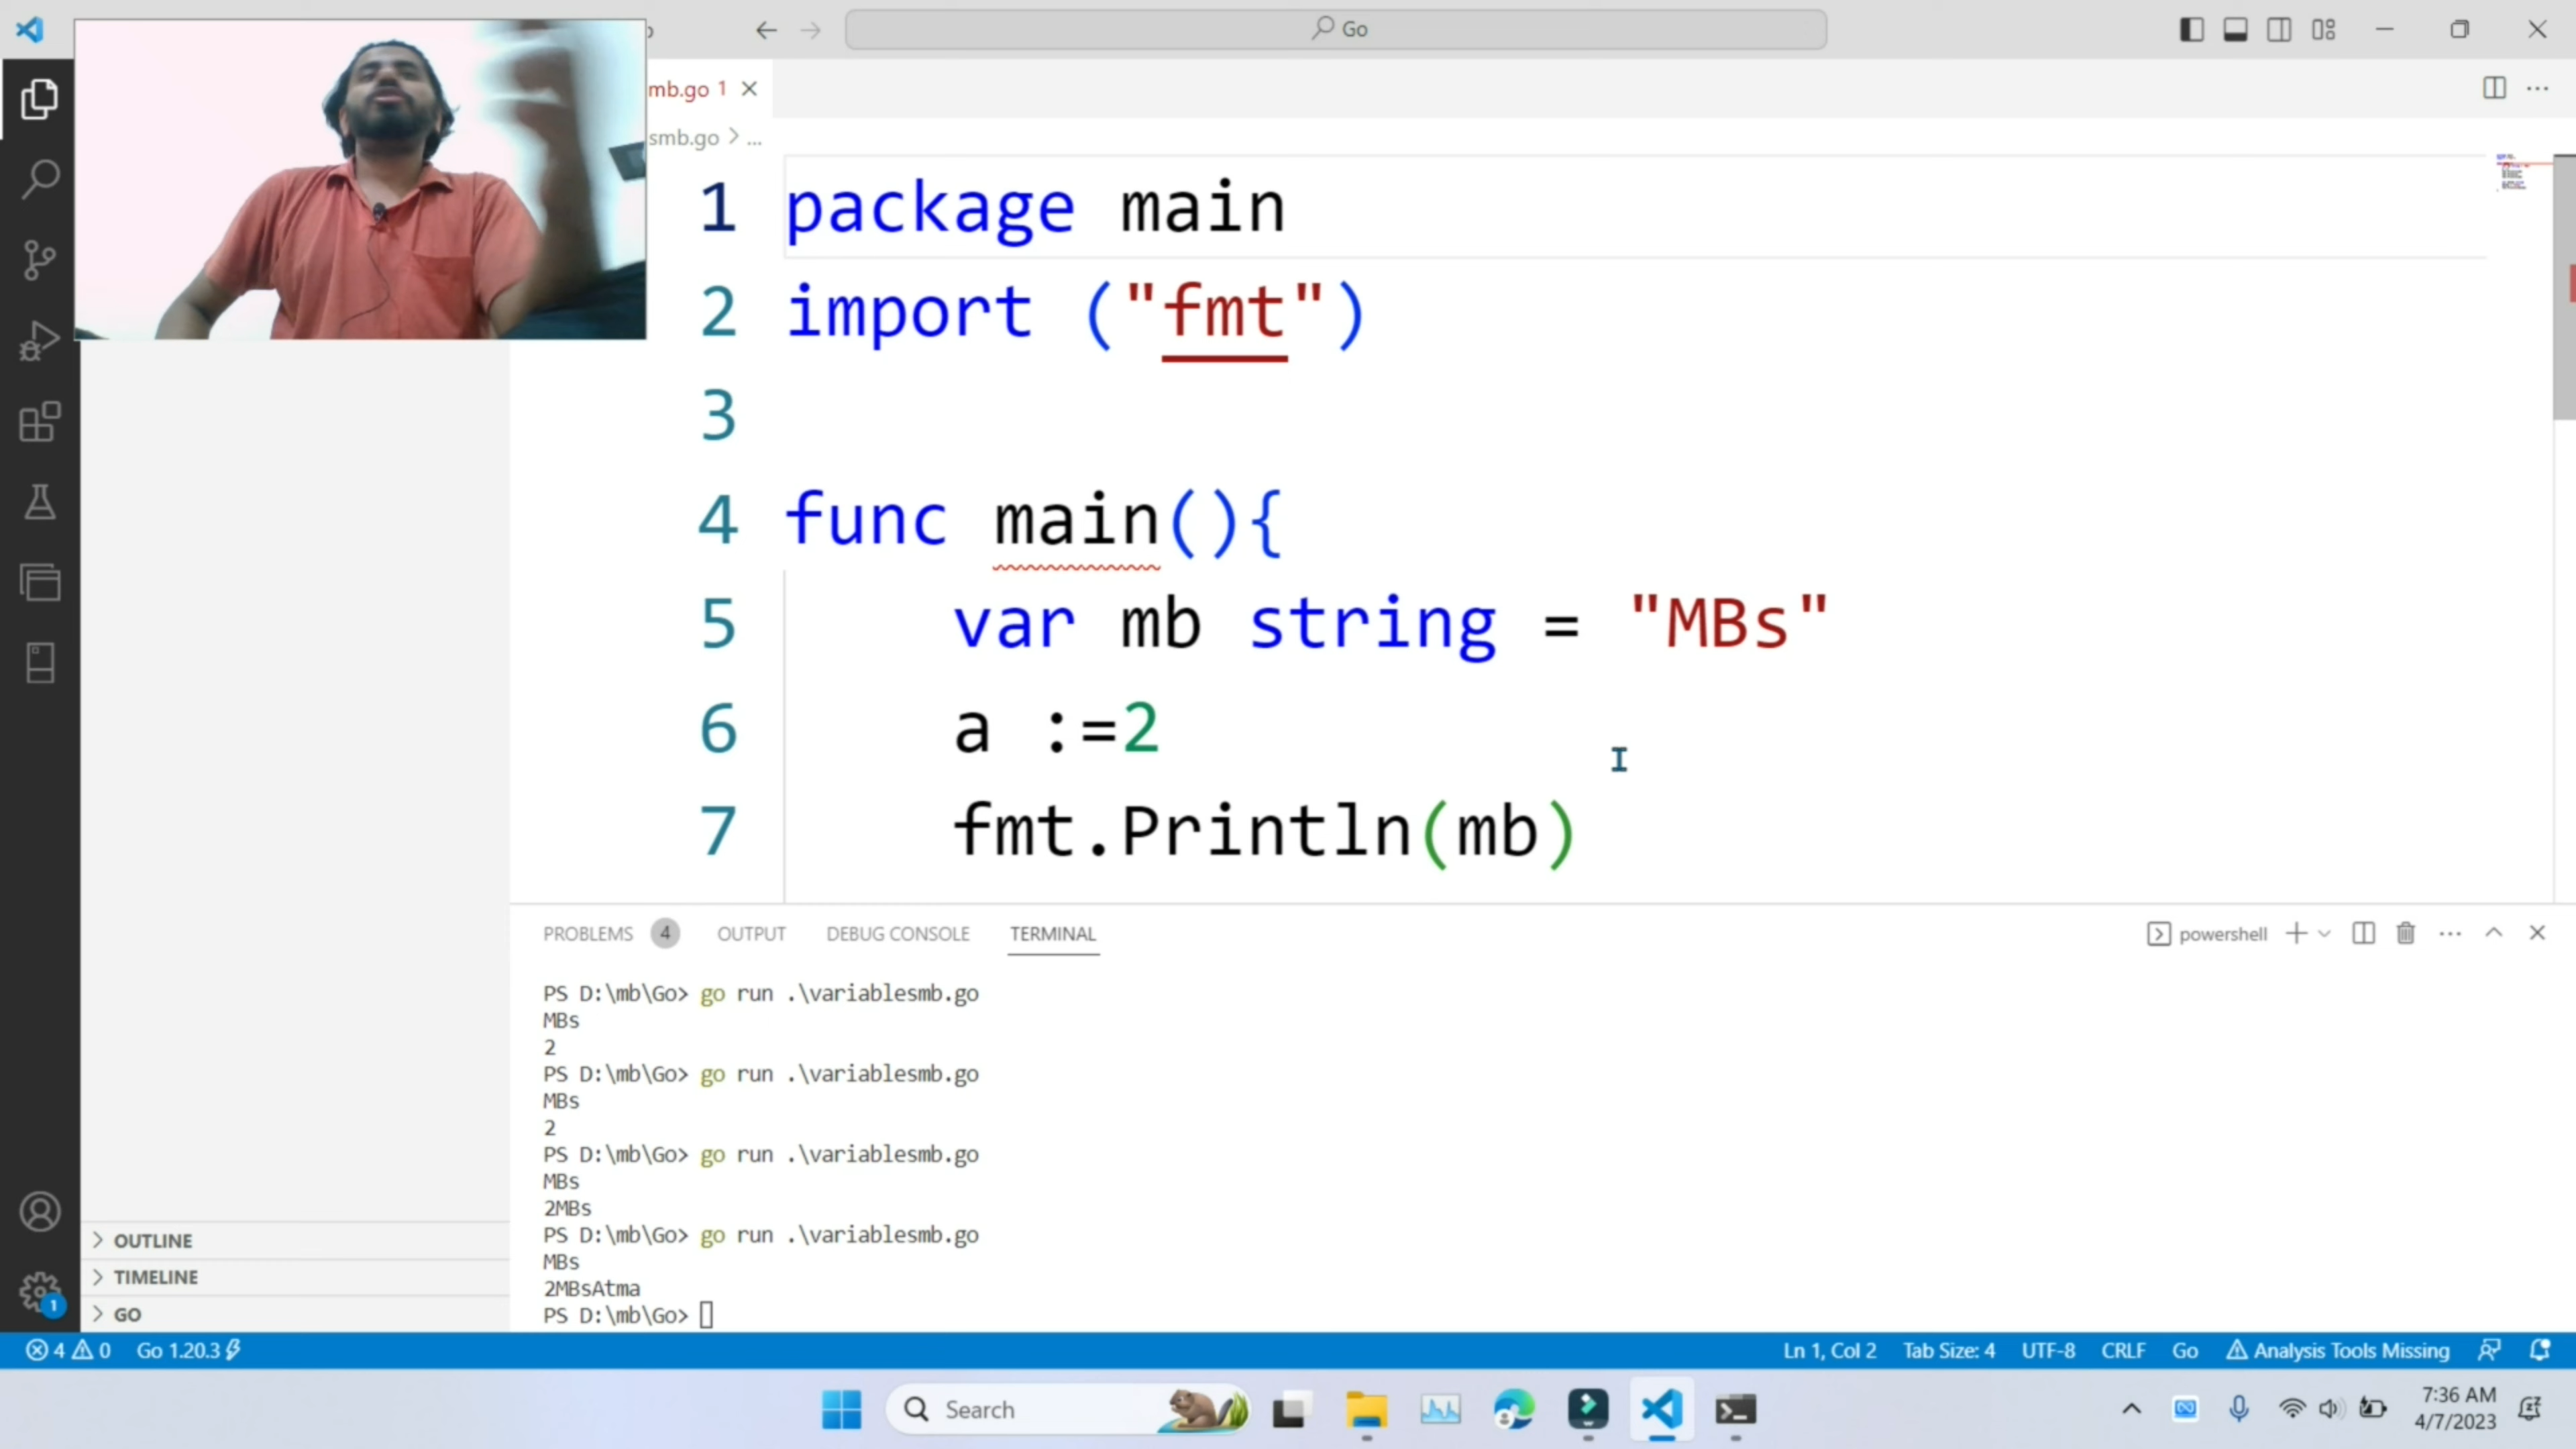 Go
mb.go 1
smb.go > ...
1 package main
2 import ("fmt")
3
4 func main(){
5 var mb string = "MBs"
6 a :=2
7 fmt.Println(mb)
PROBLEMS 4 OUTPUT DEBUG CONSOLE TERMINAL
powershell
PS D:\mb\Go> go run .\variablesmb.go
MBs
2
PS D:\mb\Go> go run .\variablesmb.go
MBs
2
PS D:\mb\Go> go run .\variablesmb.go
MBs
2MBs
PS D:\mb\Go> go run .\variablesmb.go
MBs
2MBsAtma
PS D:\mb\Go>
OUTLINE
TIMELINE
GO
1
4 0 Go 1.20.3
Ln 1, Col 2 Tab Size: 4 UTF-8 CRLF Go Analysis Tools Missing
Search
7:36 AM
4/7/2023